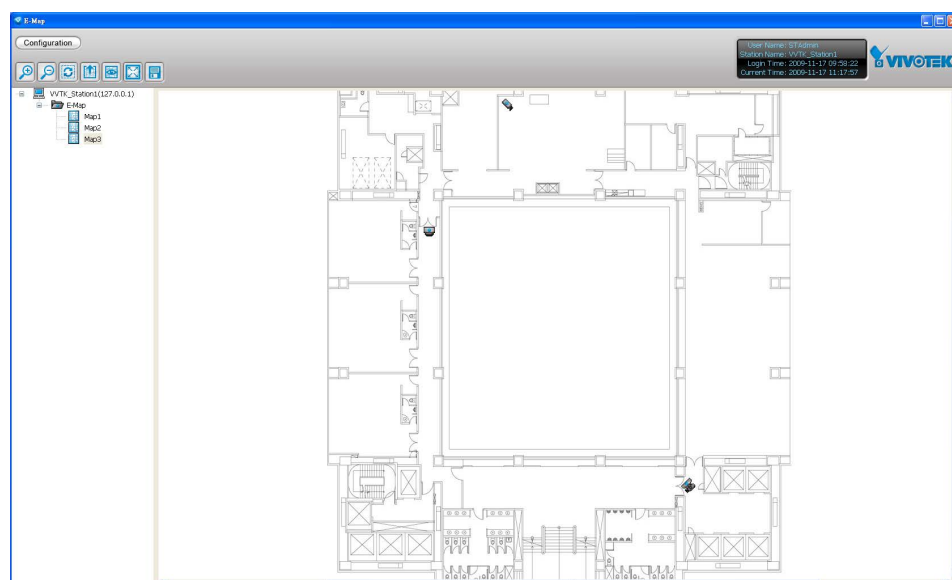 E-Map
Configuration
User Name: STAdmin
Station Name: VVTK_Station1
Login Time: 2009-11-17 09:58:22
Current Time: 2009-11-17 11:17:57
VIVOTEK
VVTK_Station1(127.0.0.1)
E-Map
Map1
Map2
Map3